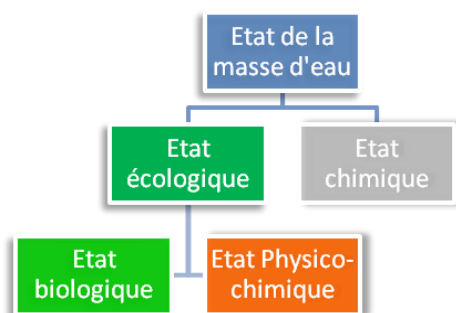 Etat de la
masse d'eau
Etat
écologique
Etat
chimique
Etat
biologique
Etat Physico-
chimique